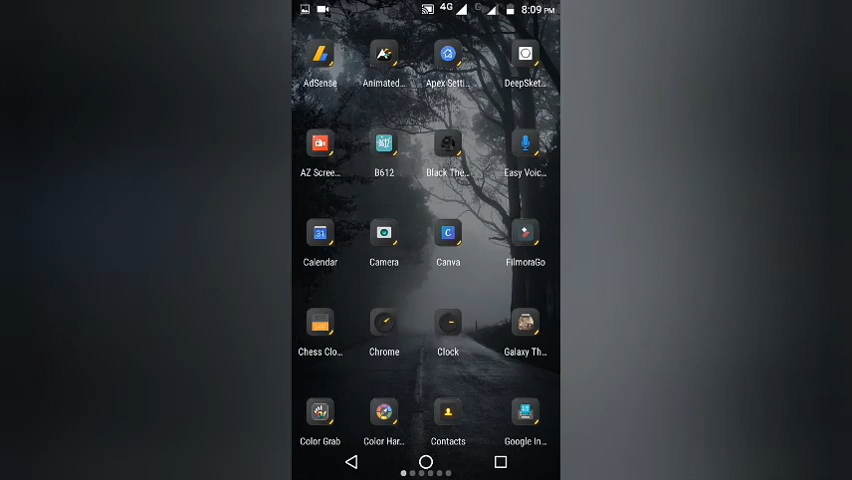 4G G 8:09 PM
AdSense Animated... Apex Setti... DeepSket...
AZ Scree... B612 Black The... Easy Voic...
31 C
Calendar Camera Canva FilmoraGo
Chess Clo... Chrome Clock Galaxy Th...
Color Grab Color Har... Contacts Google In...